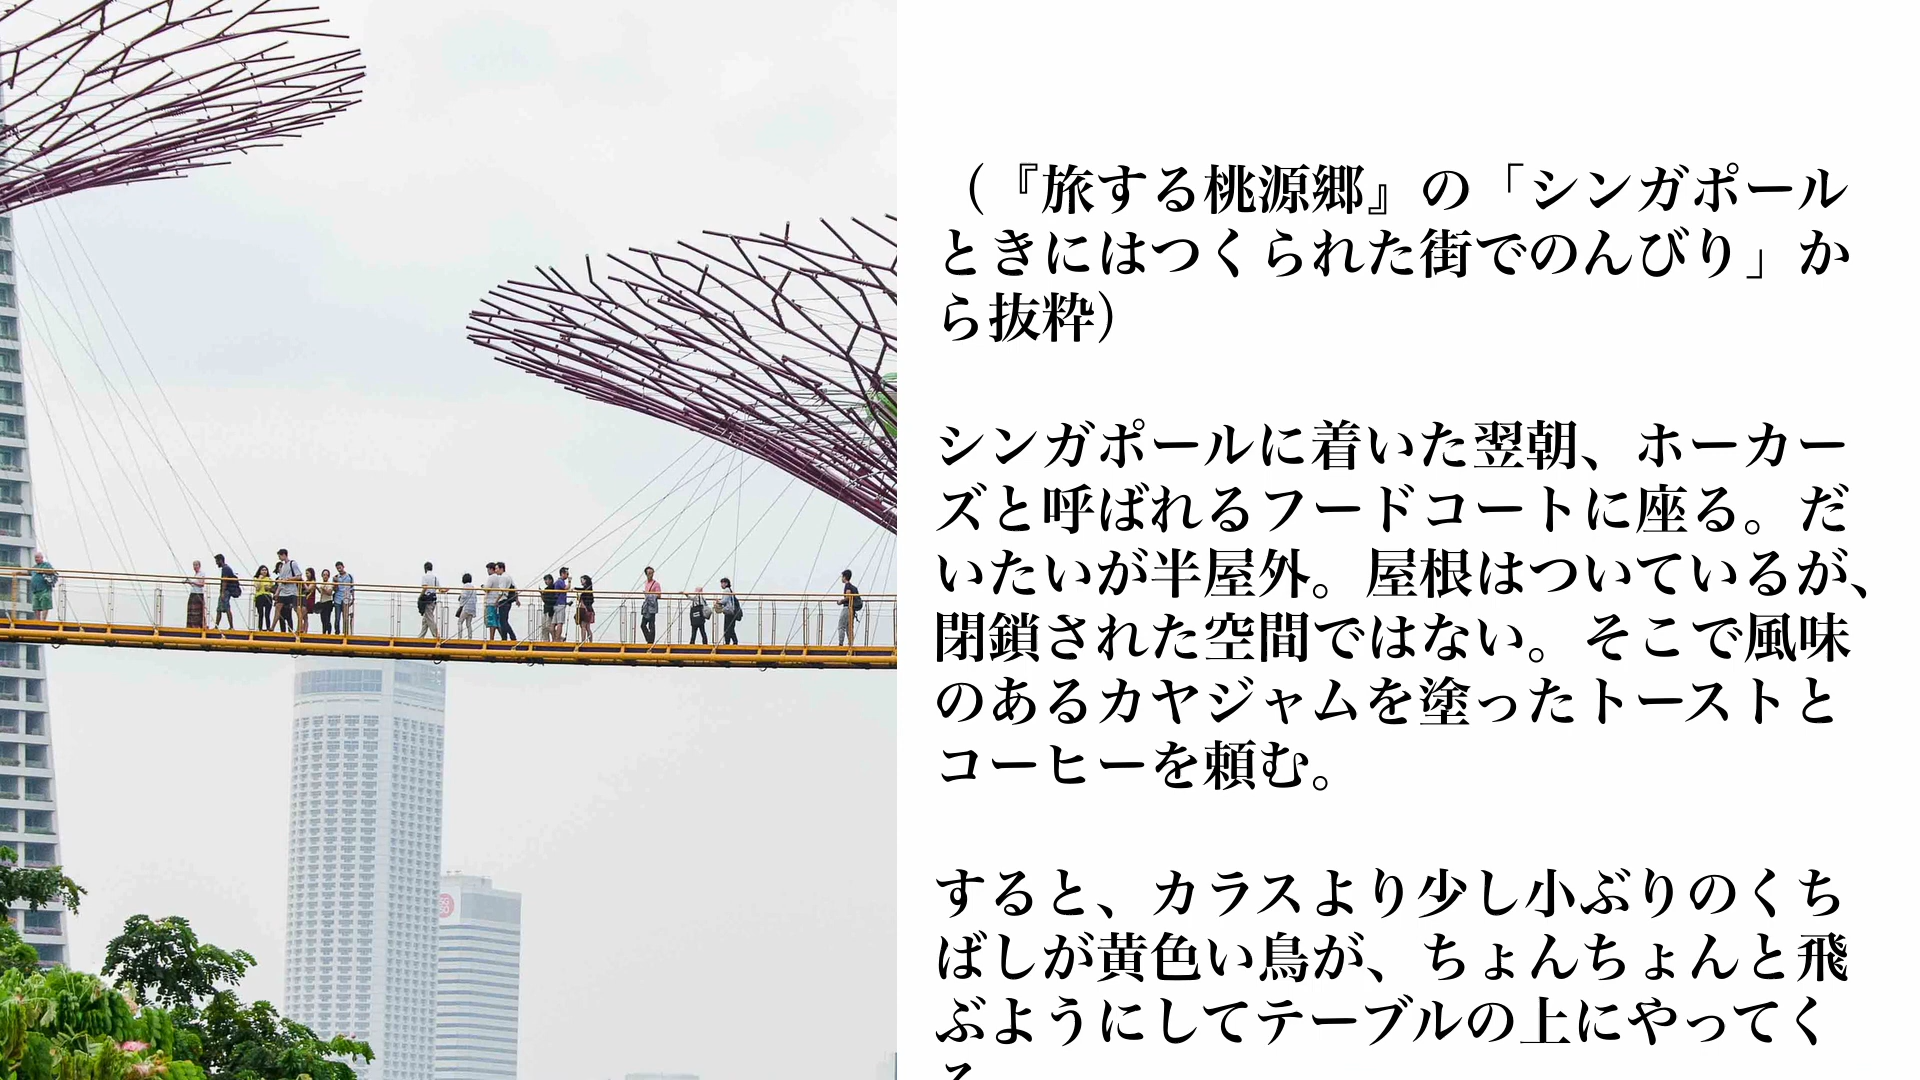 （『旅する桃源郷』の「シンガポール
ときにはつくられた街でのんびり」か
ら抜粋）
シンガポールに着いた翌朝、ホーカー
ズと呼ばれるフードコートに座る。だ
いたいが半屋外。屋根はついているが、
閉鎖された空間ではない。そこで風味
のあるカヤジャムを塗ったトーストと
コーヒーを頼む。
すると、カラスより少し小ぶりのくち
ばしが黄色い鳥が、ちょんちょんと飛
ぶようにしてテーブルの上にやってく